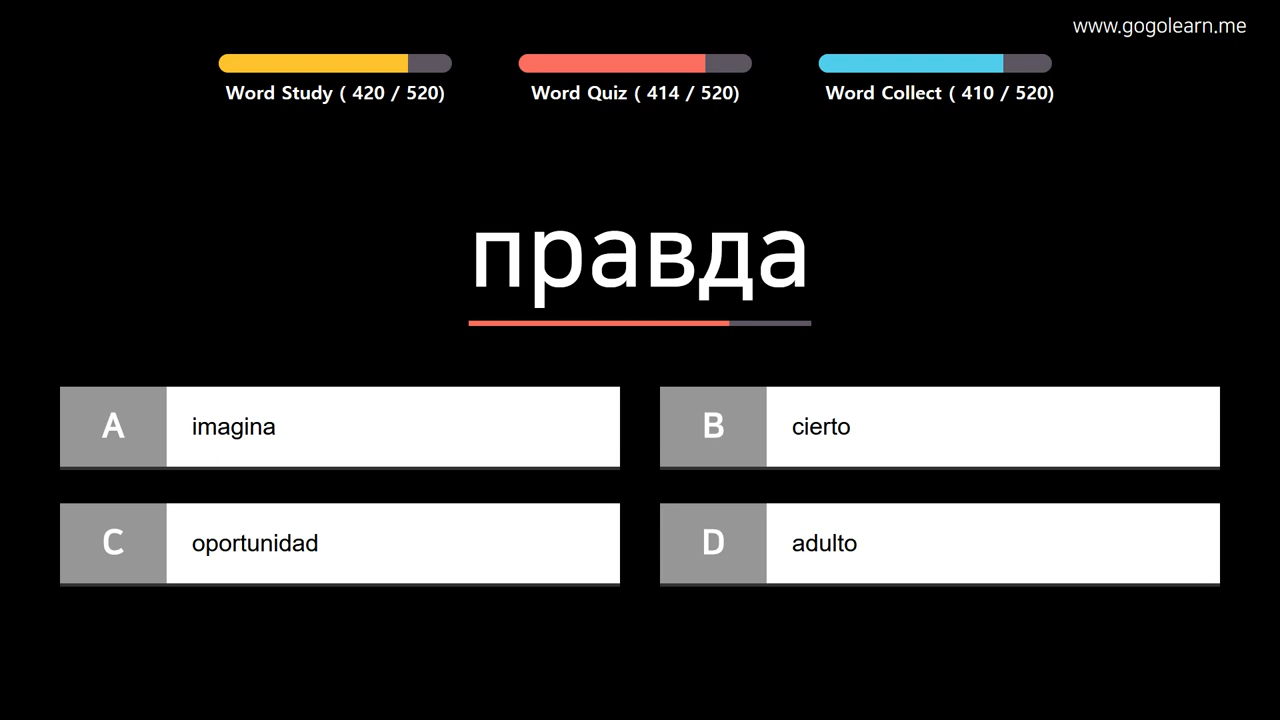 www.gogolearn.me
Word Study ( 420 / 520)
Word Quiz ( 414 / 520)
Word Collect ( 410 / 520)
правда
A imagina
B cierto
C oportunidad
D adulto